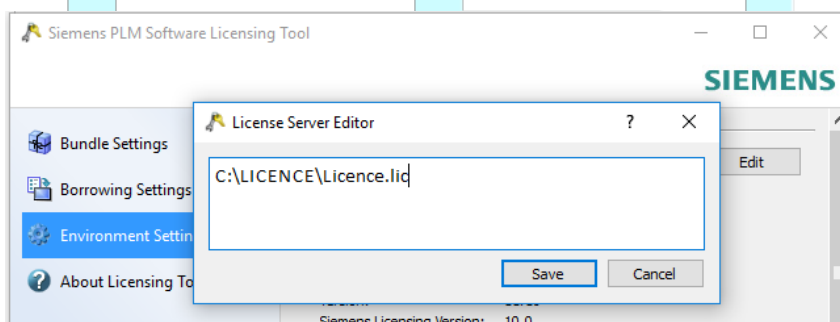 Siemens PLM Software Licensing Tool
SIEMENS
License Server Editor
?
Bundle Settings
C:\LICENCE\Licence.lic
Edit
Borrowing Settings
Environment Settin
About Licensing To
Save
Cancel
Siemens Licensing Version: 10.0